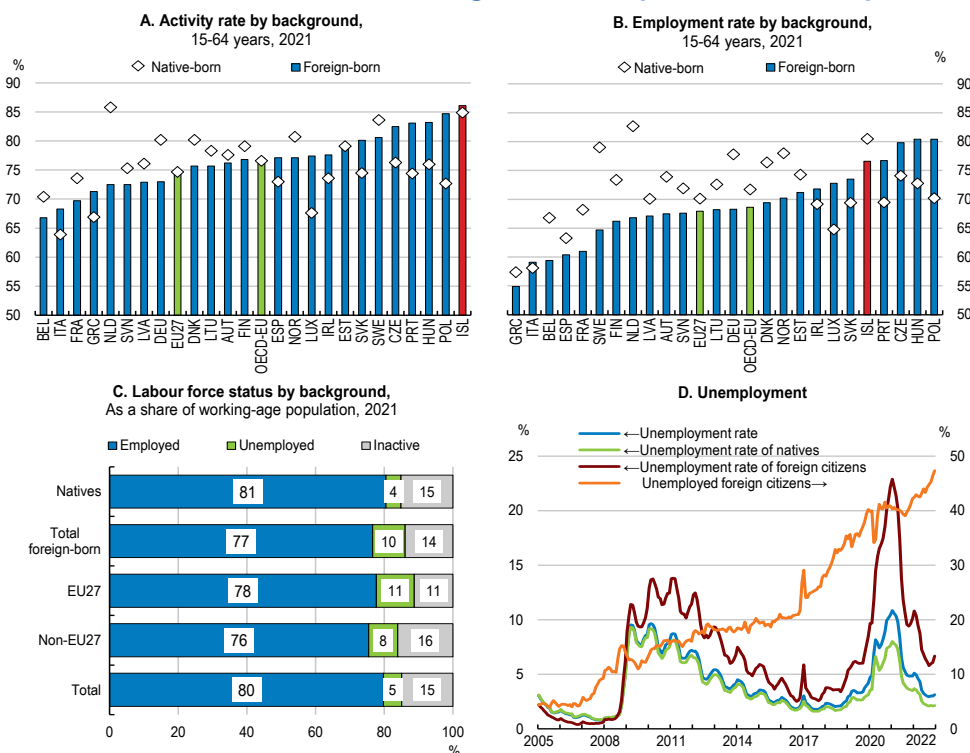 A. Activity rate by background,
15-64 years, 2021
%
Native-born
Foreign-born
90
85
80
75
70
65
60
55
50
BEL
ITA
FRA
GRC
NLD
SVN
LVA
DEU
EU27
DNK
LTU
AUT
FIN
OECD-EU
ESP
NOR
LUX
IRL
EST
SVK
SWE
CZE
PRT
HUN
POL
ISL
B. Employment rate by background,
15-64 years, 2021
%
Native-born
Foreign-born
90
85
80
75
70
65
60
55
50
GRC
ITA
BEL
ESP
FRA
SWE
FIN
NLD
LVA
AUT
SVN
LTU
EU27
DEU
OECD-EU
DNK
NOR
EST
IRL
LUX
SVK
ISL
PRT
CZE
HUN
POL
C. Labour force status by background,
As a share of working-age population, 2021
Employed
Unemployed
Inactive
Natives
81
4
15
Total
foreign-born
77
10
14
EU27
78
11
11
Non-EU27
76
8
16
Total
80
5
15
0
20
40
60
80
100
%
D. Unemployment
%
%
←Unemployment rate
←Unemployment rate of natives
←Unemployment rate of foreign citizens
Unemployed foreign citizens→
25
20
15
10
5
0
50
40
30
20
10
0
2005
2008
2011
2014
2017
2020
2022